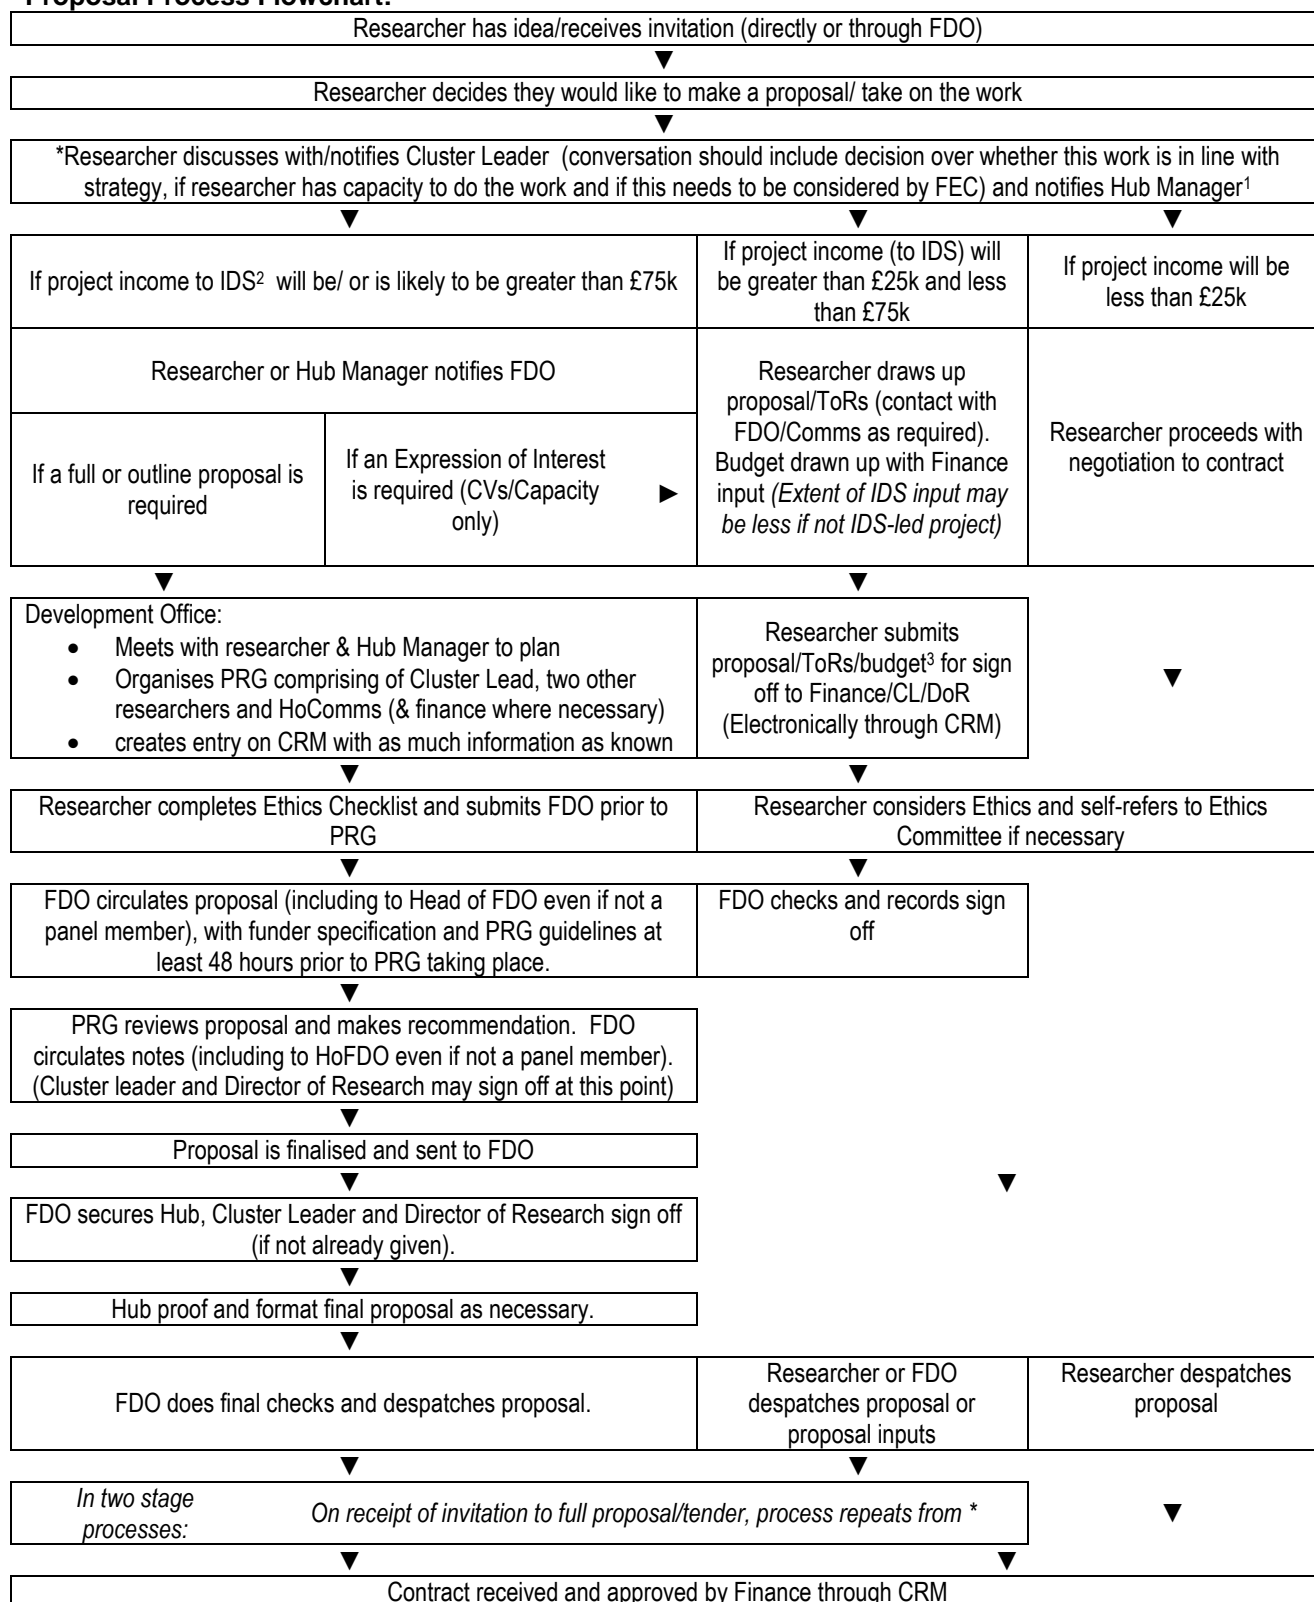 Proposal Process Flowchart:
Researcher has idea/receives invitation (directly or through FDO)
▼
Researcher decides they would like to make a proposal/ take on the work
▼
*Researcher discusses with/notifies Cluster Leader (conversation should include decision over whether this work is in line with
strategy, if researcher has capacity to do the work and if this needs to be considered by FEC) and notifies Hub Manager1
▼ ▼ ▼
If project income to IDS2 will be/ or is likely to be greater than £75k
If project income (to IDS) will
be greater than £25k and less
than £75k
If project income will be
less than £25k
Researcher or Hub Manager notifies FDO
If a full or outline proposal is
required
If an Expression of Interest
is required (CVs/Capacity
only)
►
Researcher draws up
proposal/ToRs (contact with
FDO/Comms as required).
Budget drawn up with Finance
input (Extent of IDS input may
be less if not IDS-led project)
Researcher proceeds with
negotiation to contract
▼ ▼
Development Office:
• Meets with researcher & Hub Manager to plan
• Organises PRG comprising of Cluster Lead, two other
researchers and HoComms (& finance where necessary)
• creates entry on CRM with as much information as known
Researcher submits
proposal/ToRs/budget3 for sign
off to Finance/CL/DoR
(Electronically through CRM)
▼
▼ ▼
Researcher completes Ethics Checklist and submits FDO prior to
PRG
Researcher considers Ethics and self-refers to Ethics
Committee if necessary
▼ ▼
FDO circulates proposal (including to Head of FDO even if not a
panel member), with funder specification and PRG guidelines at
least 48 hours prior to PRG taking place.
FDO checks and records sign
off
▼
PRG reviews proposal and makes recommendation. FDO
circulates notes (including to HoFDO even if not a panel member).
(Cluster leader and Director of Research may sign off at this point)
▼
Proposal is finalised and sent to FDO
▼ ▼
FDO secures Hub, Cluster Leader and Director of Research sign off
(if not already given).
▼
Hub proof and format final proposal as necessary.
▼
FDO does final checks and despatches proposal.
Researcher or FDO
despatches proposal or
proposal inputs
Researcher despatches
proposal
▼ ▼
In two stage
processes:
On receipt of invitation to full proposal/tender, process repeats from *
▼
▼ ▼
Contract received and approved by Finance through CRM